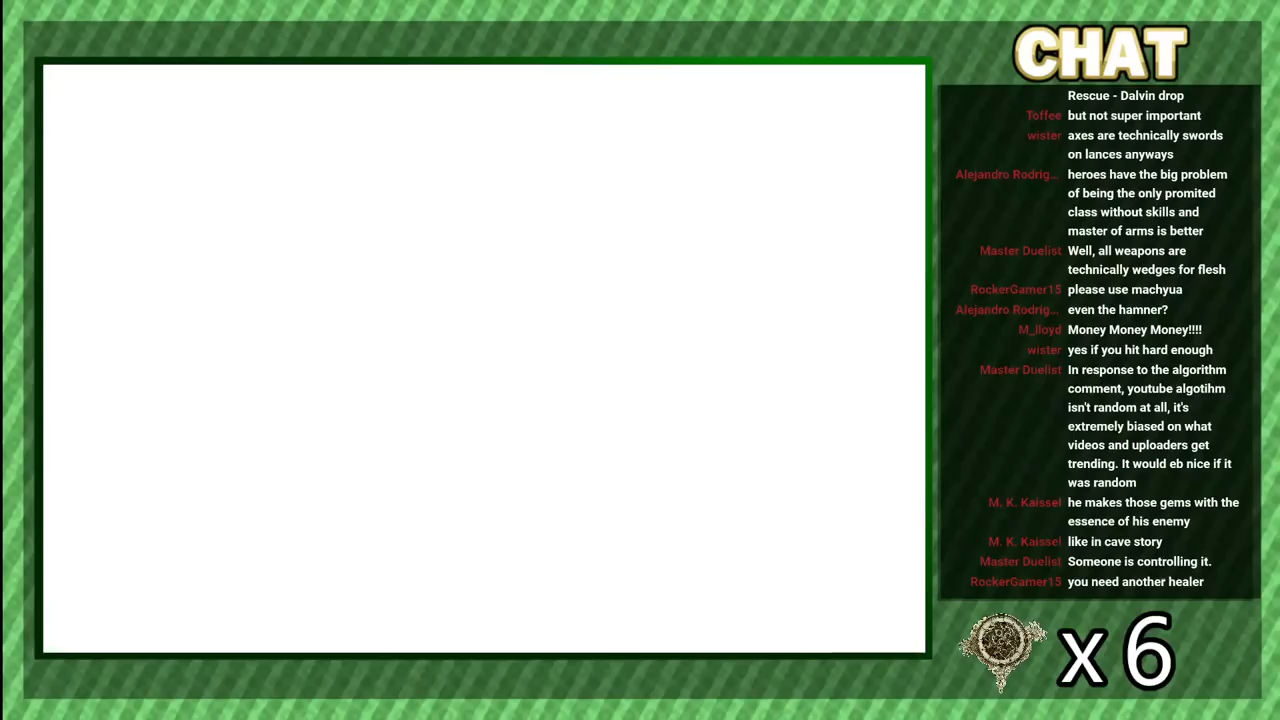 CHAT
Rescue - Dalvin drop
Toffee but not super important
wister axes are technically swords
on lances anyways
Alejandro Rodrig... heroes have the big problem
of being the only promited
class without skills and
master of arms is better
Master Duelist Well, all weapons are
technically wedges for flesh
RockerGamer15 please use machyua
Alejandro Rodrig... even the hamner?
M_lloyd Money Money Money!!!!
wister yes if you hit hard enough
Master Duelist In response to the algorithm
comment, youtube algotihm
isn't random at all, it's
extremely biased on what
videos and uploaders get
trending. It would eb nice if it
was random
M. K. Kaissel he makes those gems with the
essence of his enemy
M. K. Kaissel like in cave story
Master Duelist Someone is controlling it.
RockerGamer15 you need another healer
x 6